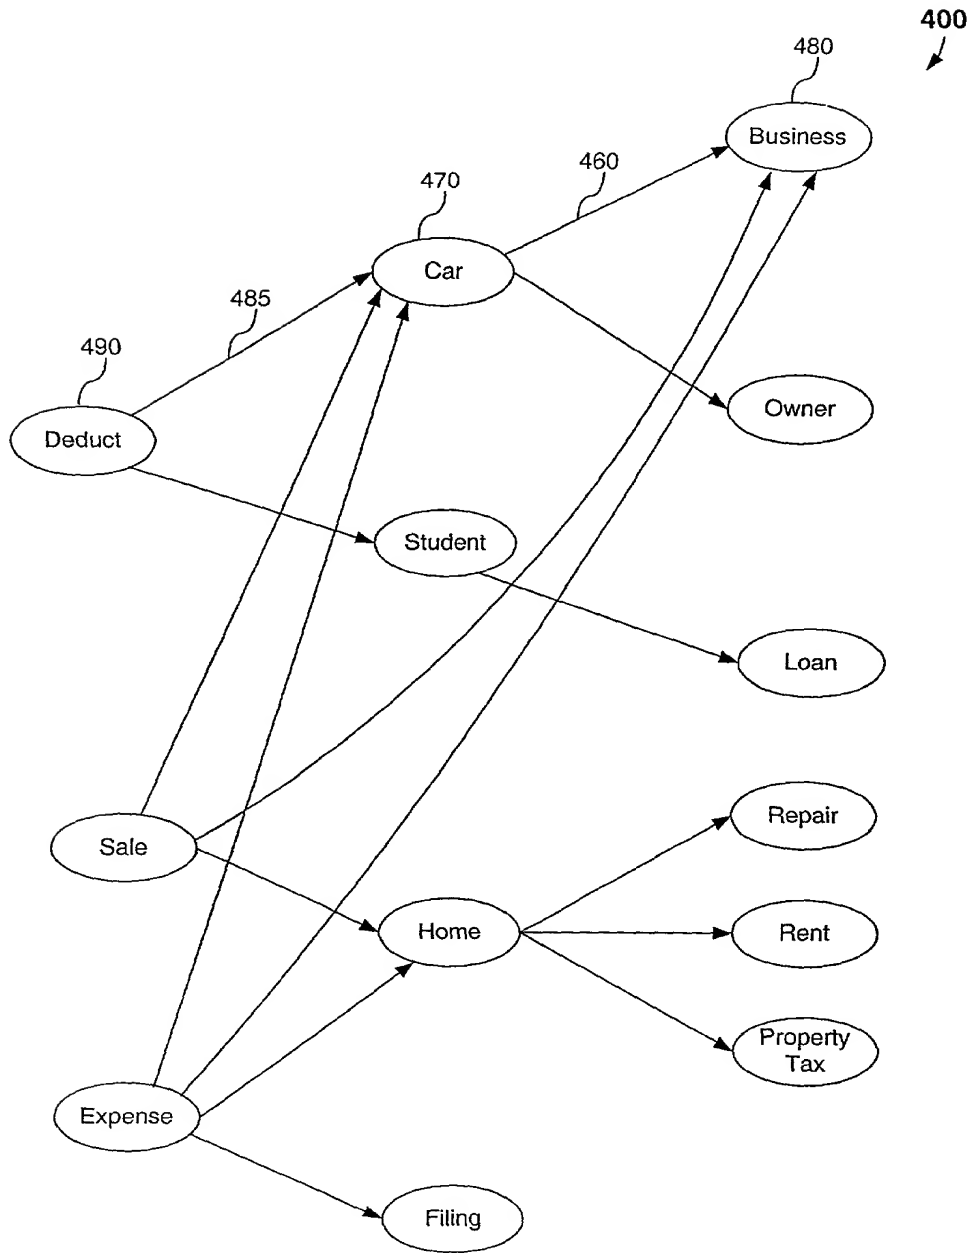 400
480
Business
460
470
Car
485
490
Deduct
Owner
Student
Loan
Sale
Repair
Home
Rent
Property
Tax
Expense
Filing